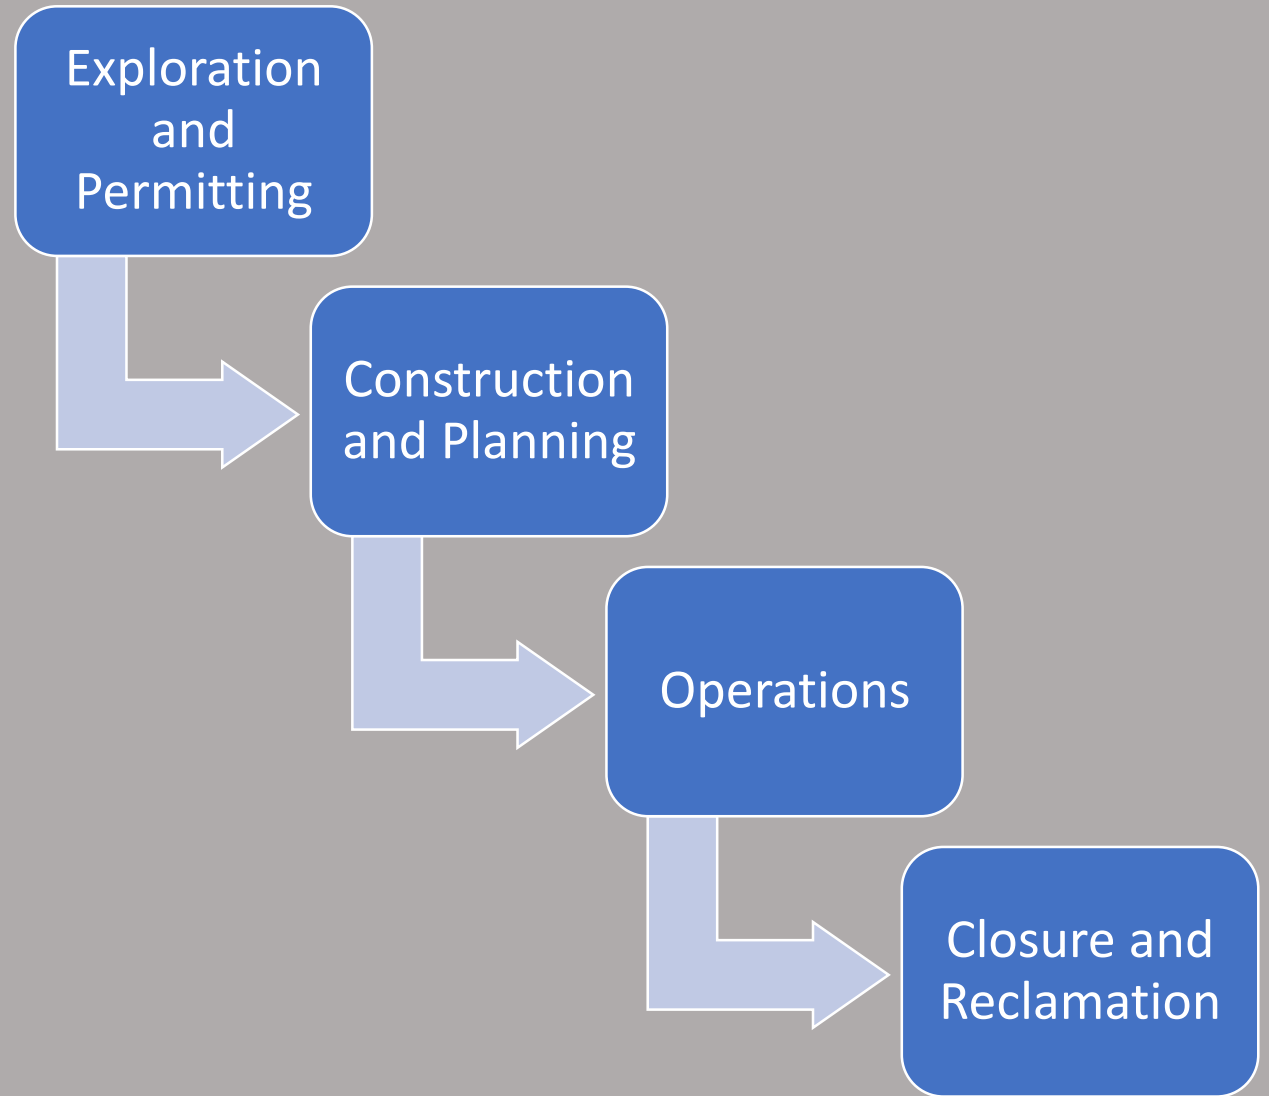 Exploration
and
Permitting
Construction
and Planning
Operations
Closure and
Reclamation